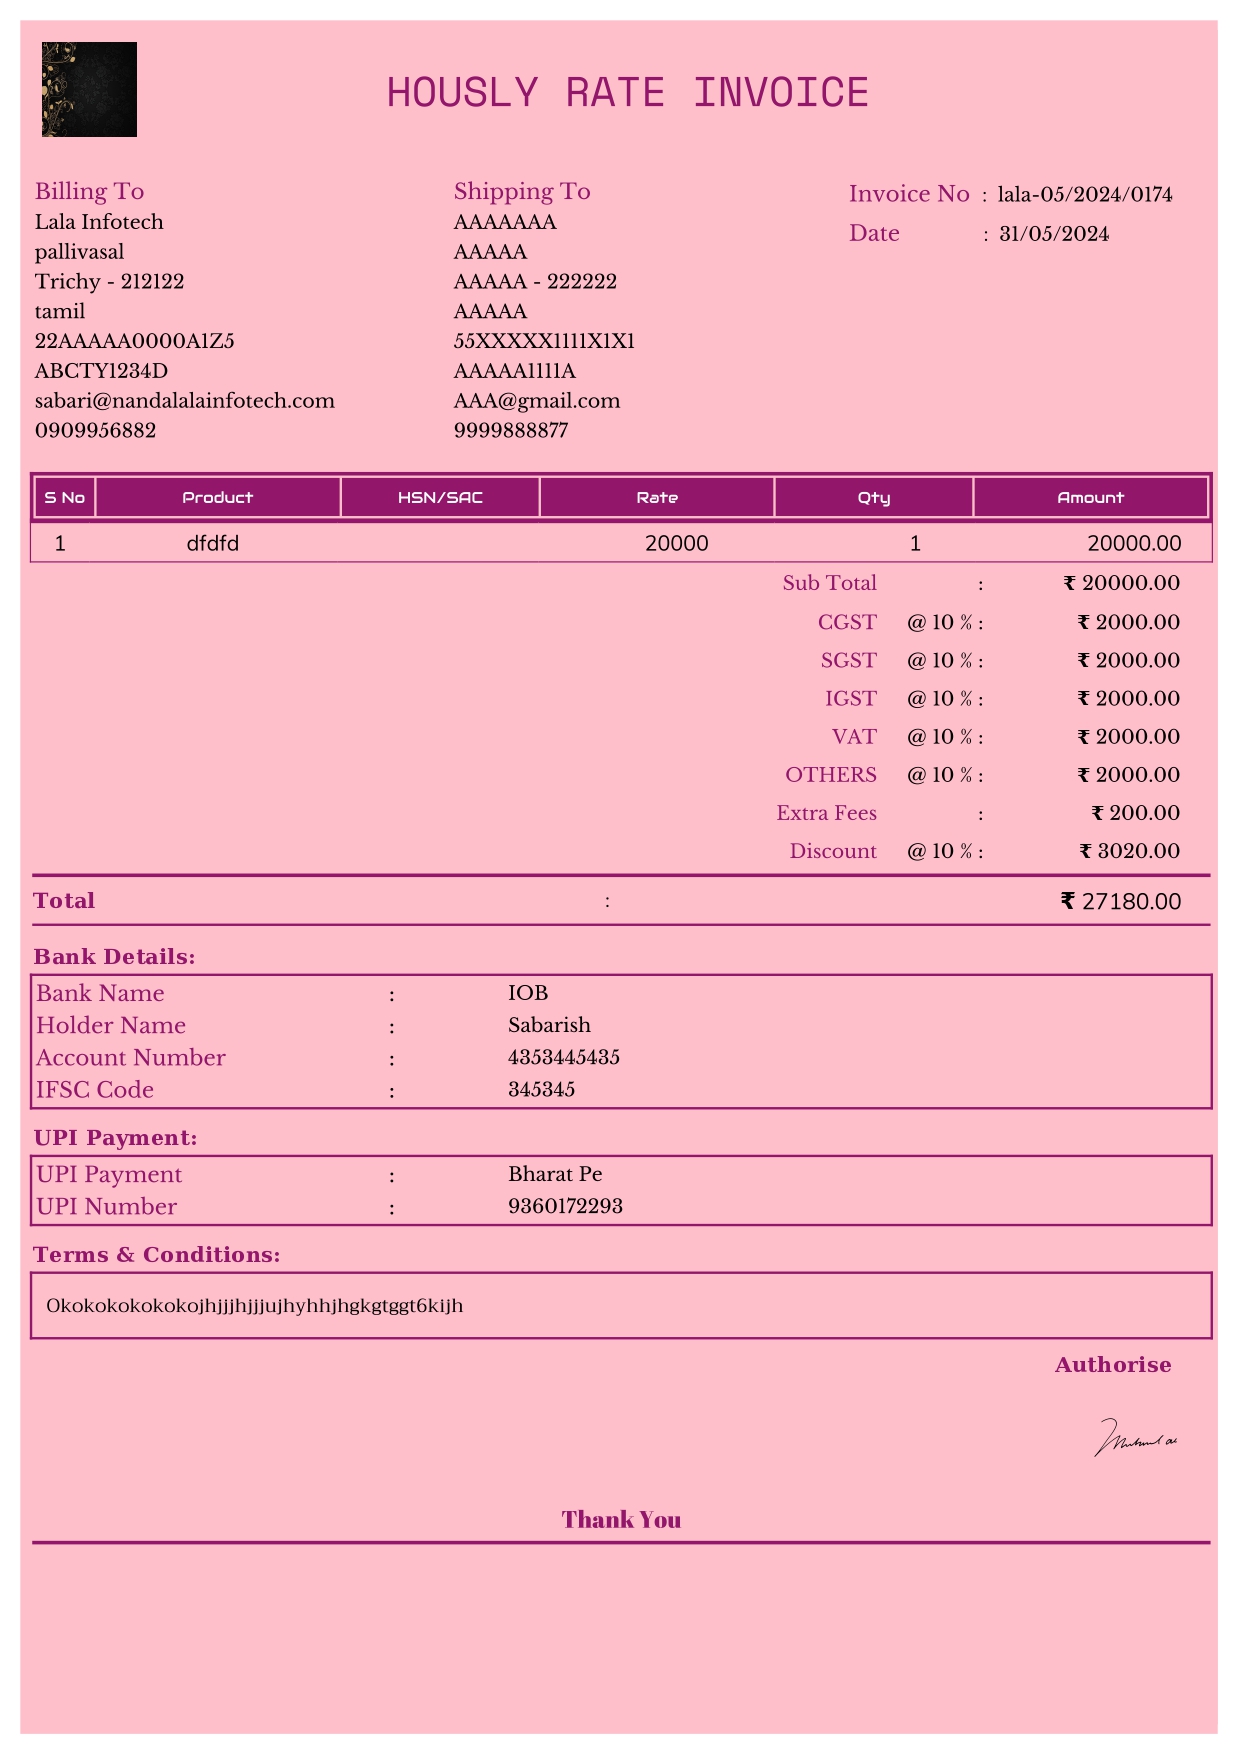 HOUSLY RATE INVOICE
Billing To
Lala Infotech
pallivasal
Trichy - 212122
tamil
22AAAAA0000A1Z5
ABCTY1234D
sabari@nandalalainfotech.com
0909956882
Shipping To
AAAAAAA
AAAAA
AAAAA - 222222
AAAAA
55XXXXX1111X1X1
AAAAA1111A
AAA@gmail.com
9999888877
Invoice No : lala-05/2024/0174
Date : 31/05/2024
S No Product HSN/SAC Rate Qty Amount
1 dfdfd 20000 1 20000.00
Sub Total : ₹ 20000.00
CGST @ 10 % : ₹ 2000.00
SGST @ 10 % : ₹ 2000.00
IGST @ 10 % : ₹ 2000.00
VAT @ 10 % : ₹ 2000.00
OTHERS @ 10 % : ₹ 2000.00
Extra Fees : ₹ 200.00
Discount @ 10 % : ₹ 3020.00
Total : ₹ 27180.00
Bank Details:
Bank Name : IOB
Holder Name : Sabarish
Account Number : 4353445435
IFSC Code : 345345
UPI Payment:
UPI Payment : Bharat Pe
UPI Number : 9360172293
Terms & Conditions:
Okokokokokokojhjjjhjjjujhyhhjhgkgtggt6kijh
Authorise
Thank You